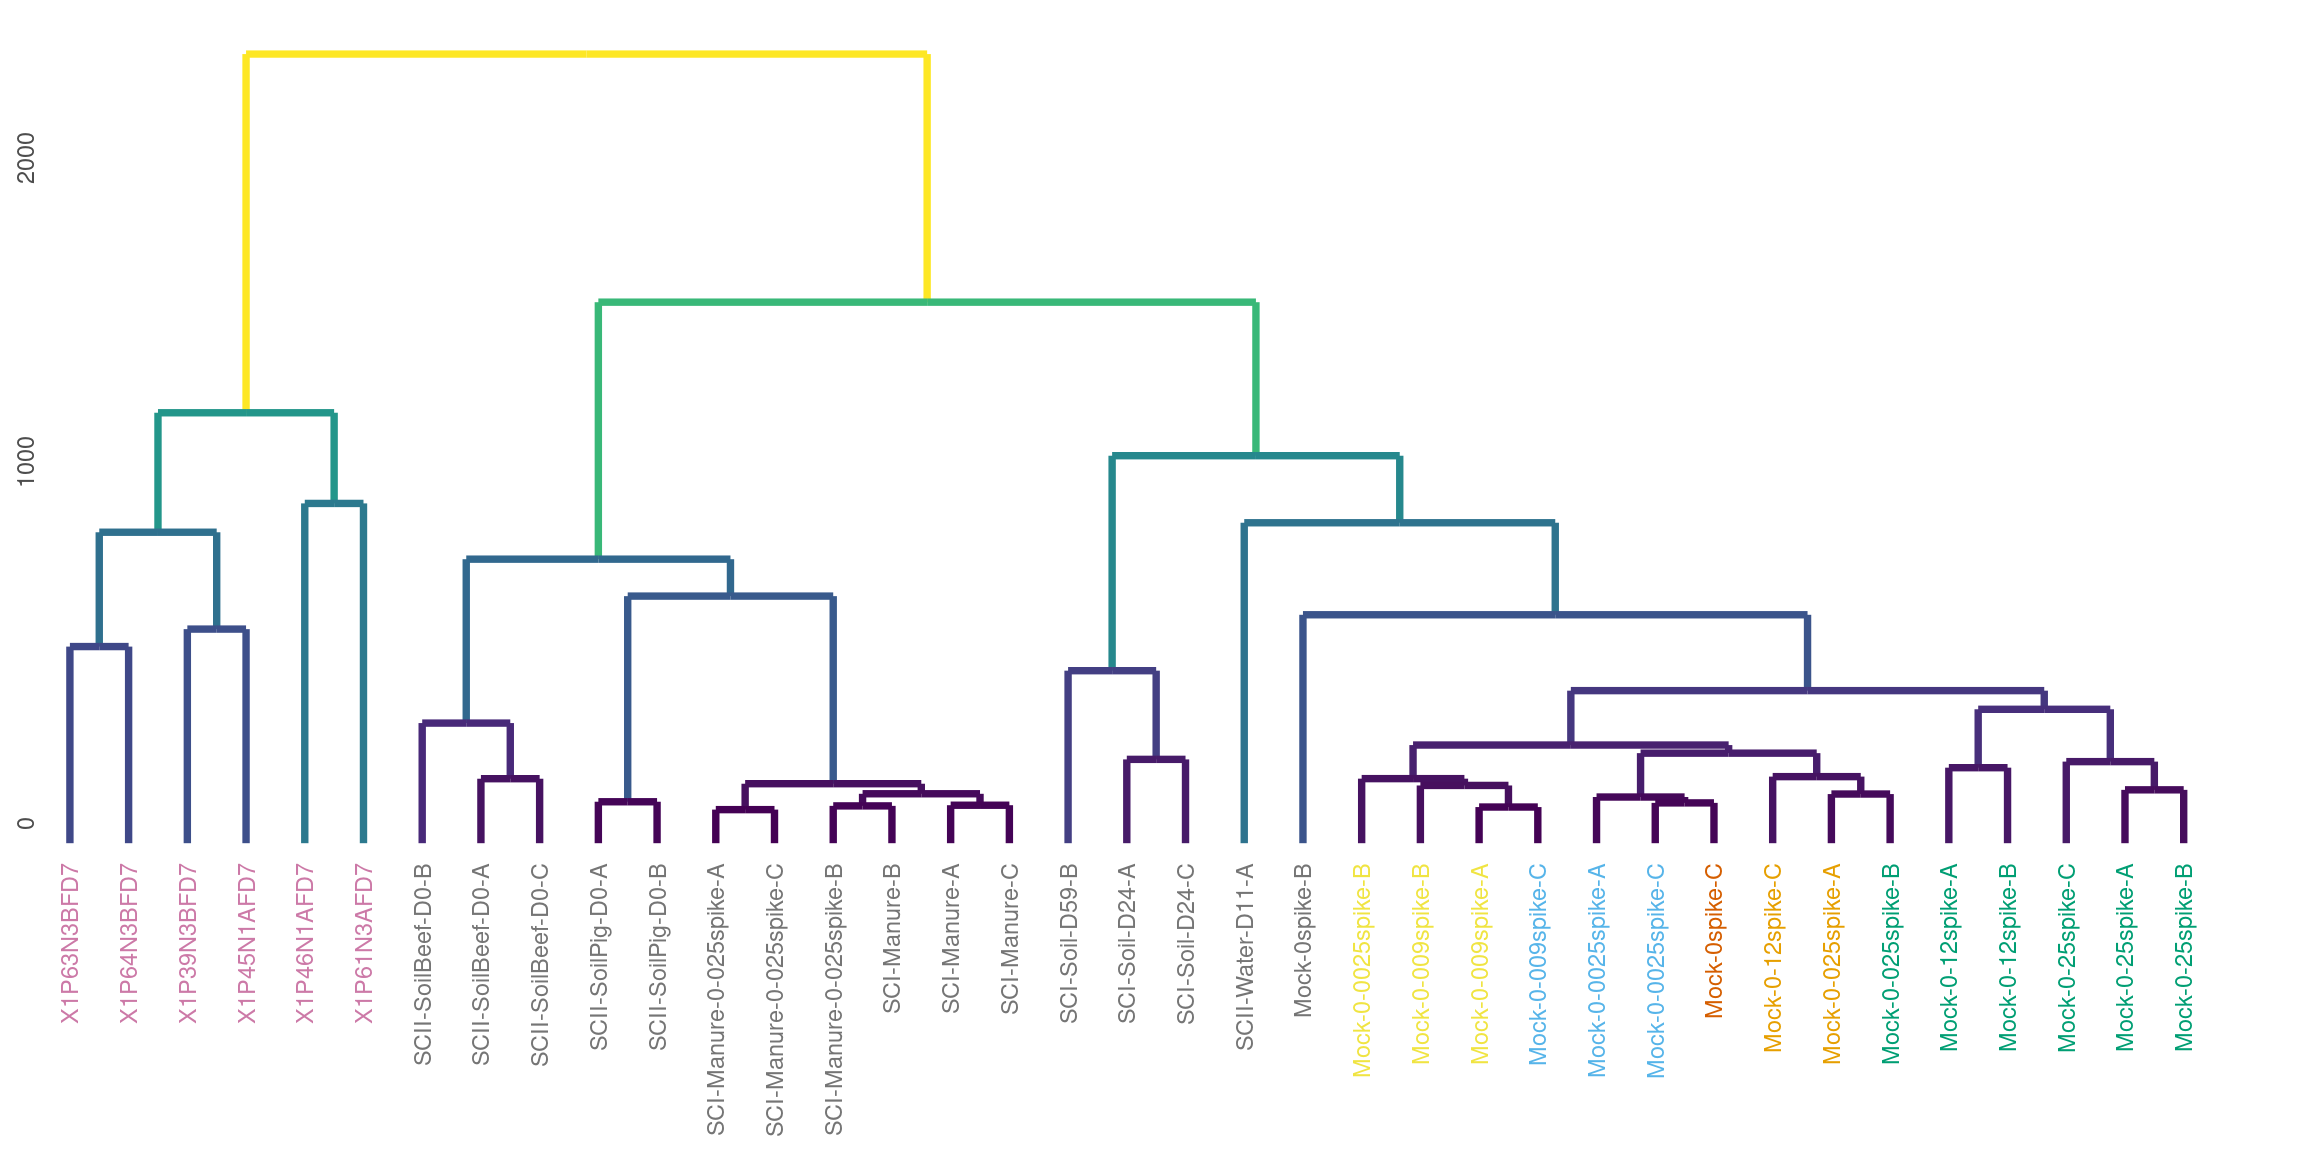 2000
1000
0
X1P63N3BFD7
X1P64N3BFD7
X1P39N3BFD7
X1P45N1AFD7
X1P46N1AFD7
X1P61N3AFD7
SCII-SoilBeef-D0-B
SCII-SoilBeef-D0-A
SCII-SoilBeef-D0-C
SCII-SoilPig-D0-A
SCII-SoilPig-D0-B
SCI-Manure-0-025spike-A
SCI-Manure-0-025spike-C
SCI-Manure-0-025spike-B
SCI-Manure-B
SCI-Manure-A
SCI-Manure-C
SCI-Soil-D59-B
SCI-Soil-D24-A
SCI-Soil-D24-C
SCII-Water-D11-A
Mock-0spike-B
Mock-0-0025spike-B
Mock-0-009spike-B
Mock-0-009spike-A
Mock-0-009spike-C
Mock-0-0025spike-A
Mock-0-0025spike-C
Mock-0spike-C
Mock-0-12spike-C
Mock-0-025spike-A
Mock-0-025spike-B
Mock-0-12spike-A
Mock-0-12spike-B
Mock-0-25spike-C
Mock-0-25spike-A
Mock-0-25spike-B